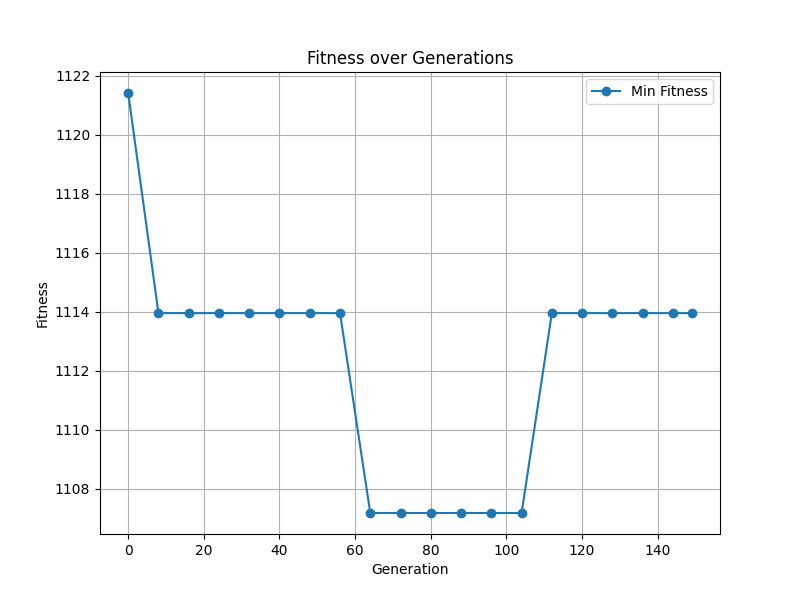 Fitness over Generations
Min Fitness
Fitness
1122
1120
1118
1116
1114
1112
1110
1108
0 20 40 60 80 100 120 140
Generation